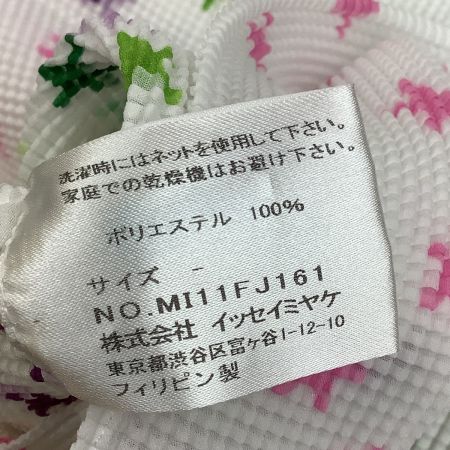 洗濯時にはネットを使用して下さい。
家庭での乾燥機はお避け下さい。
ポリエステル 100%
サイズ -
NO.MI11FJ161
株式会社 イッセイミヤケ
東京都渋谷区富ヶ谷1-12-10
フィリピン製